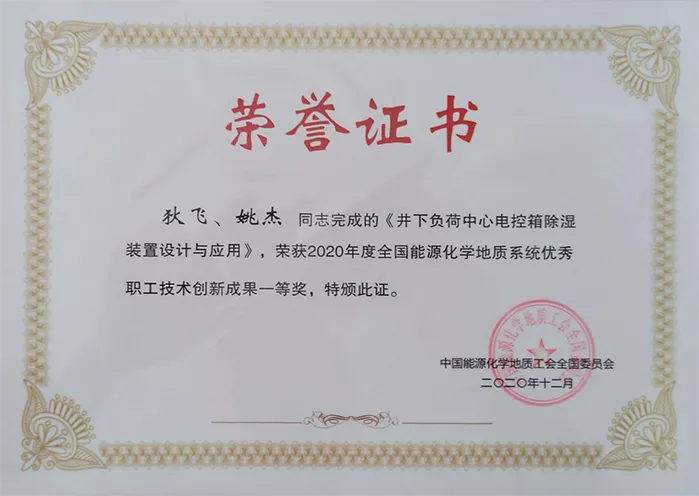 荣誉证书
狄飞、姚杰 同志完成的《井下负荷中心电控箱除湿
装置设计与应用》，荣获2020年度全国能源化学地质系统优秀
职工技术创新成果一等奖，特颁此证。
中国能源化学地质工会全国委员会
二〇二〇年十二月